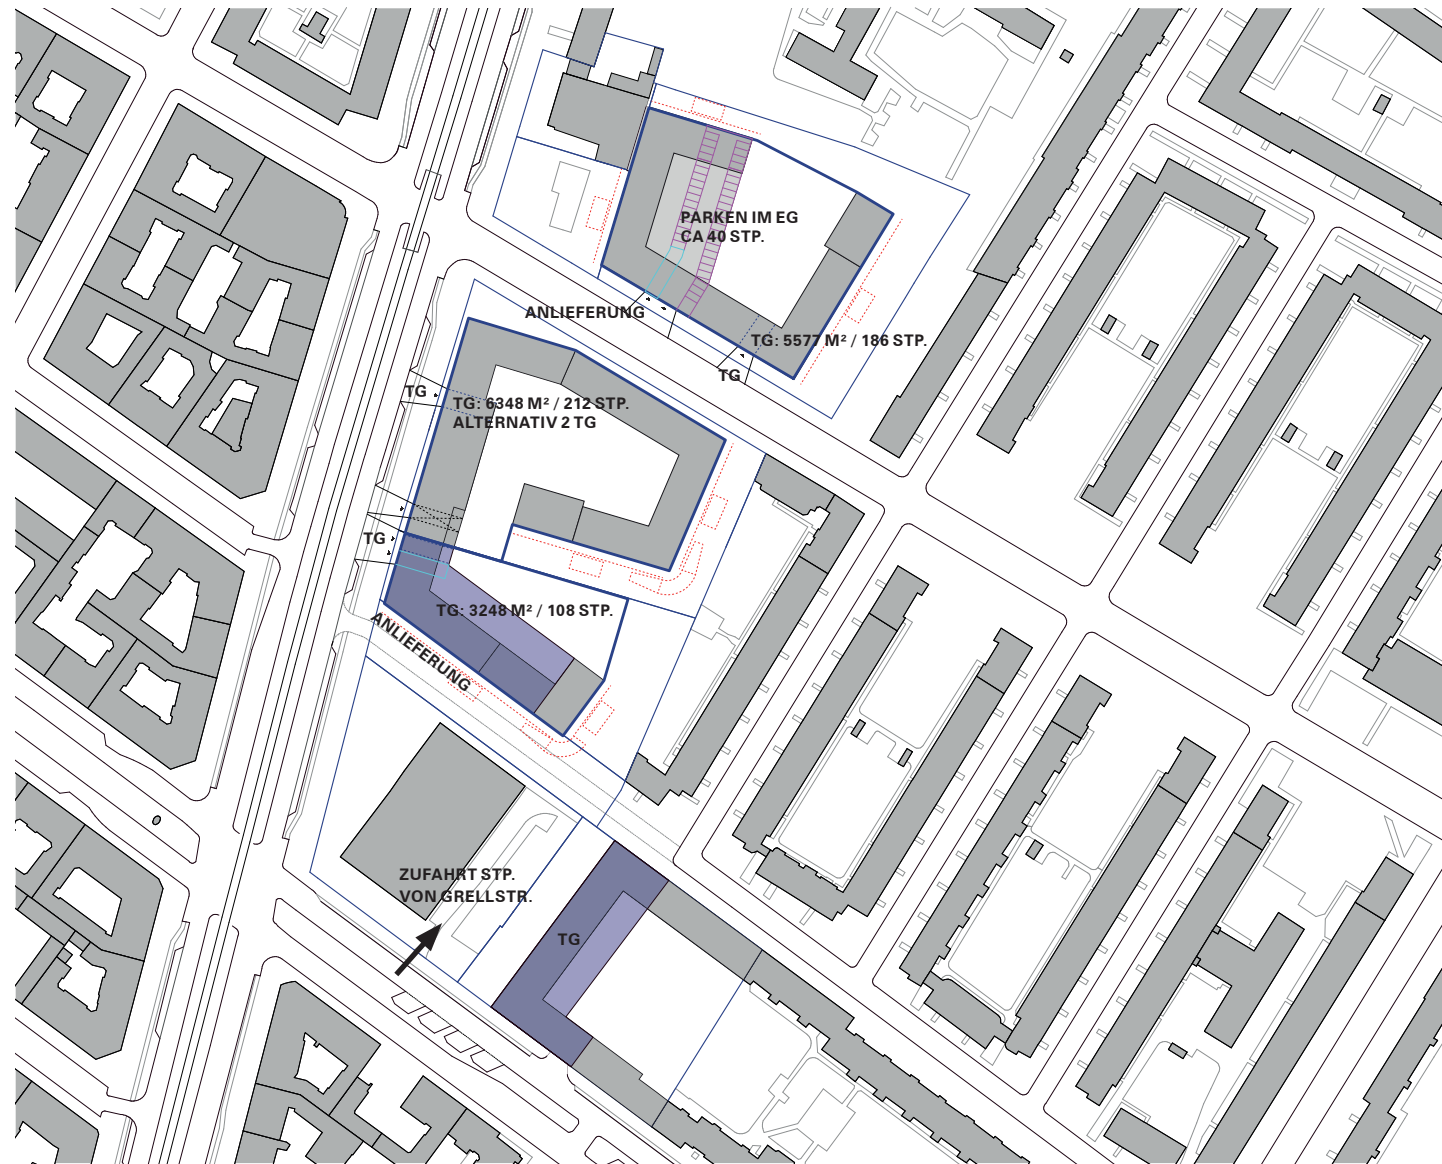 PARKEN IM EG
CA 40 STP.
ANLIEFERUNG
TG: 5577 M² / 186 STP.
TG
TG
TG: 6348 M² / 212 STP.
ALTERNATIV 2 TG
TG
TG: 3248 M² / 108 STP.
ANLIEFERUNG
ZUFAHRT STP.
VON GRELLSTR.
TG